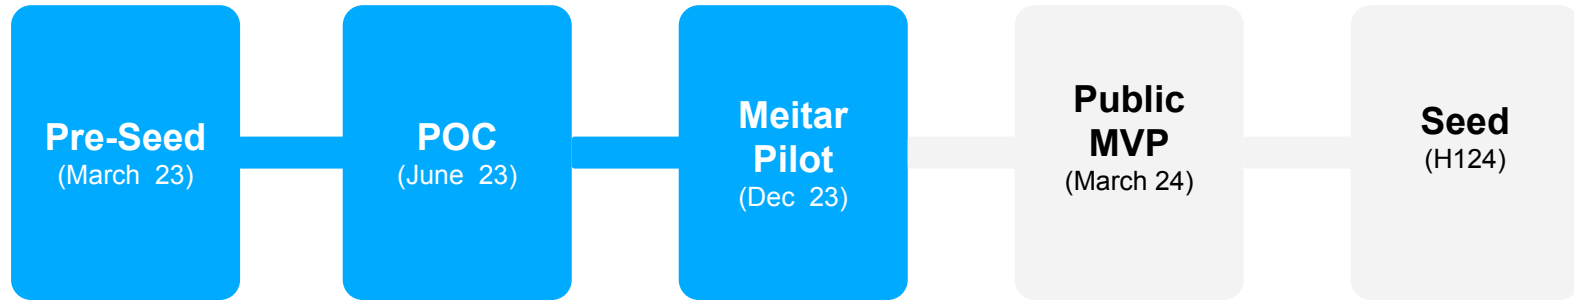 Pre-Seed
(March 23)
POC
(June 23)
Meitar
Pilot
(Dec 23)
Public
MVP
(March 24)
Seed
(H124)